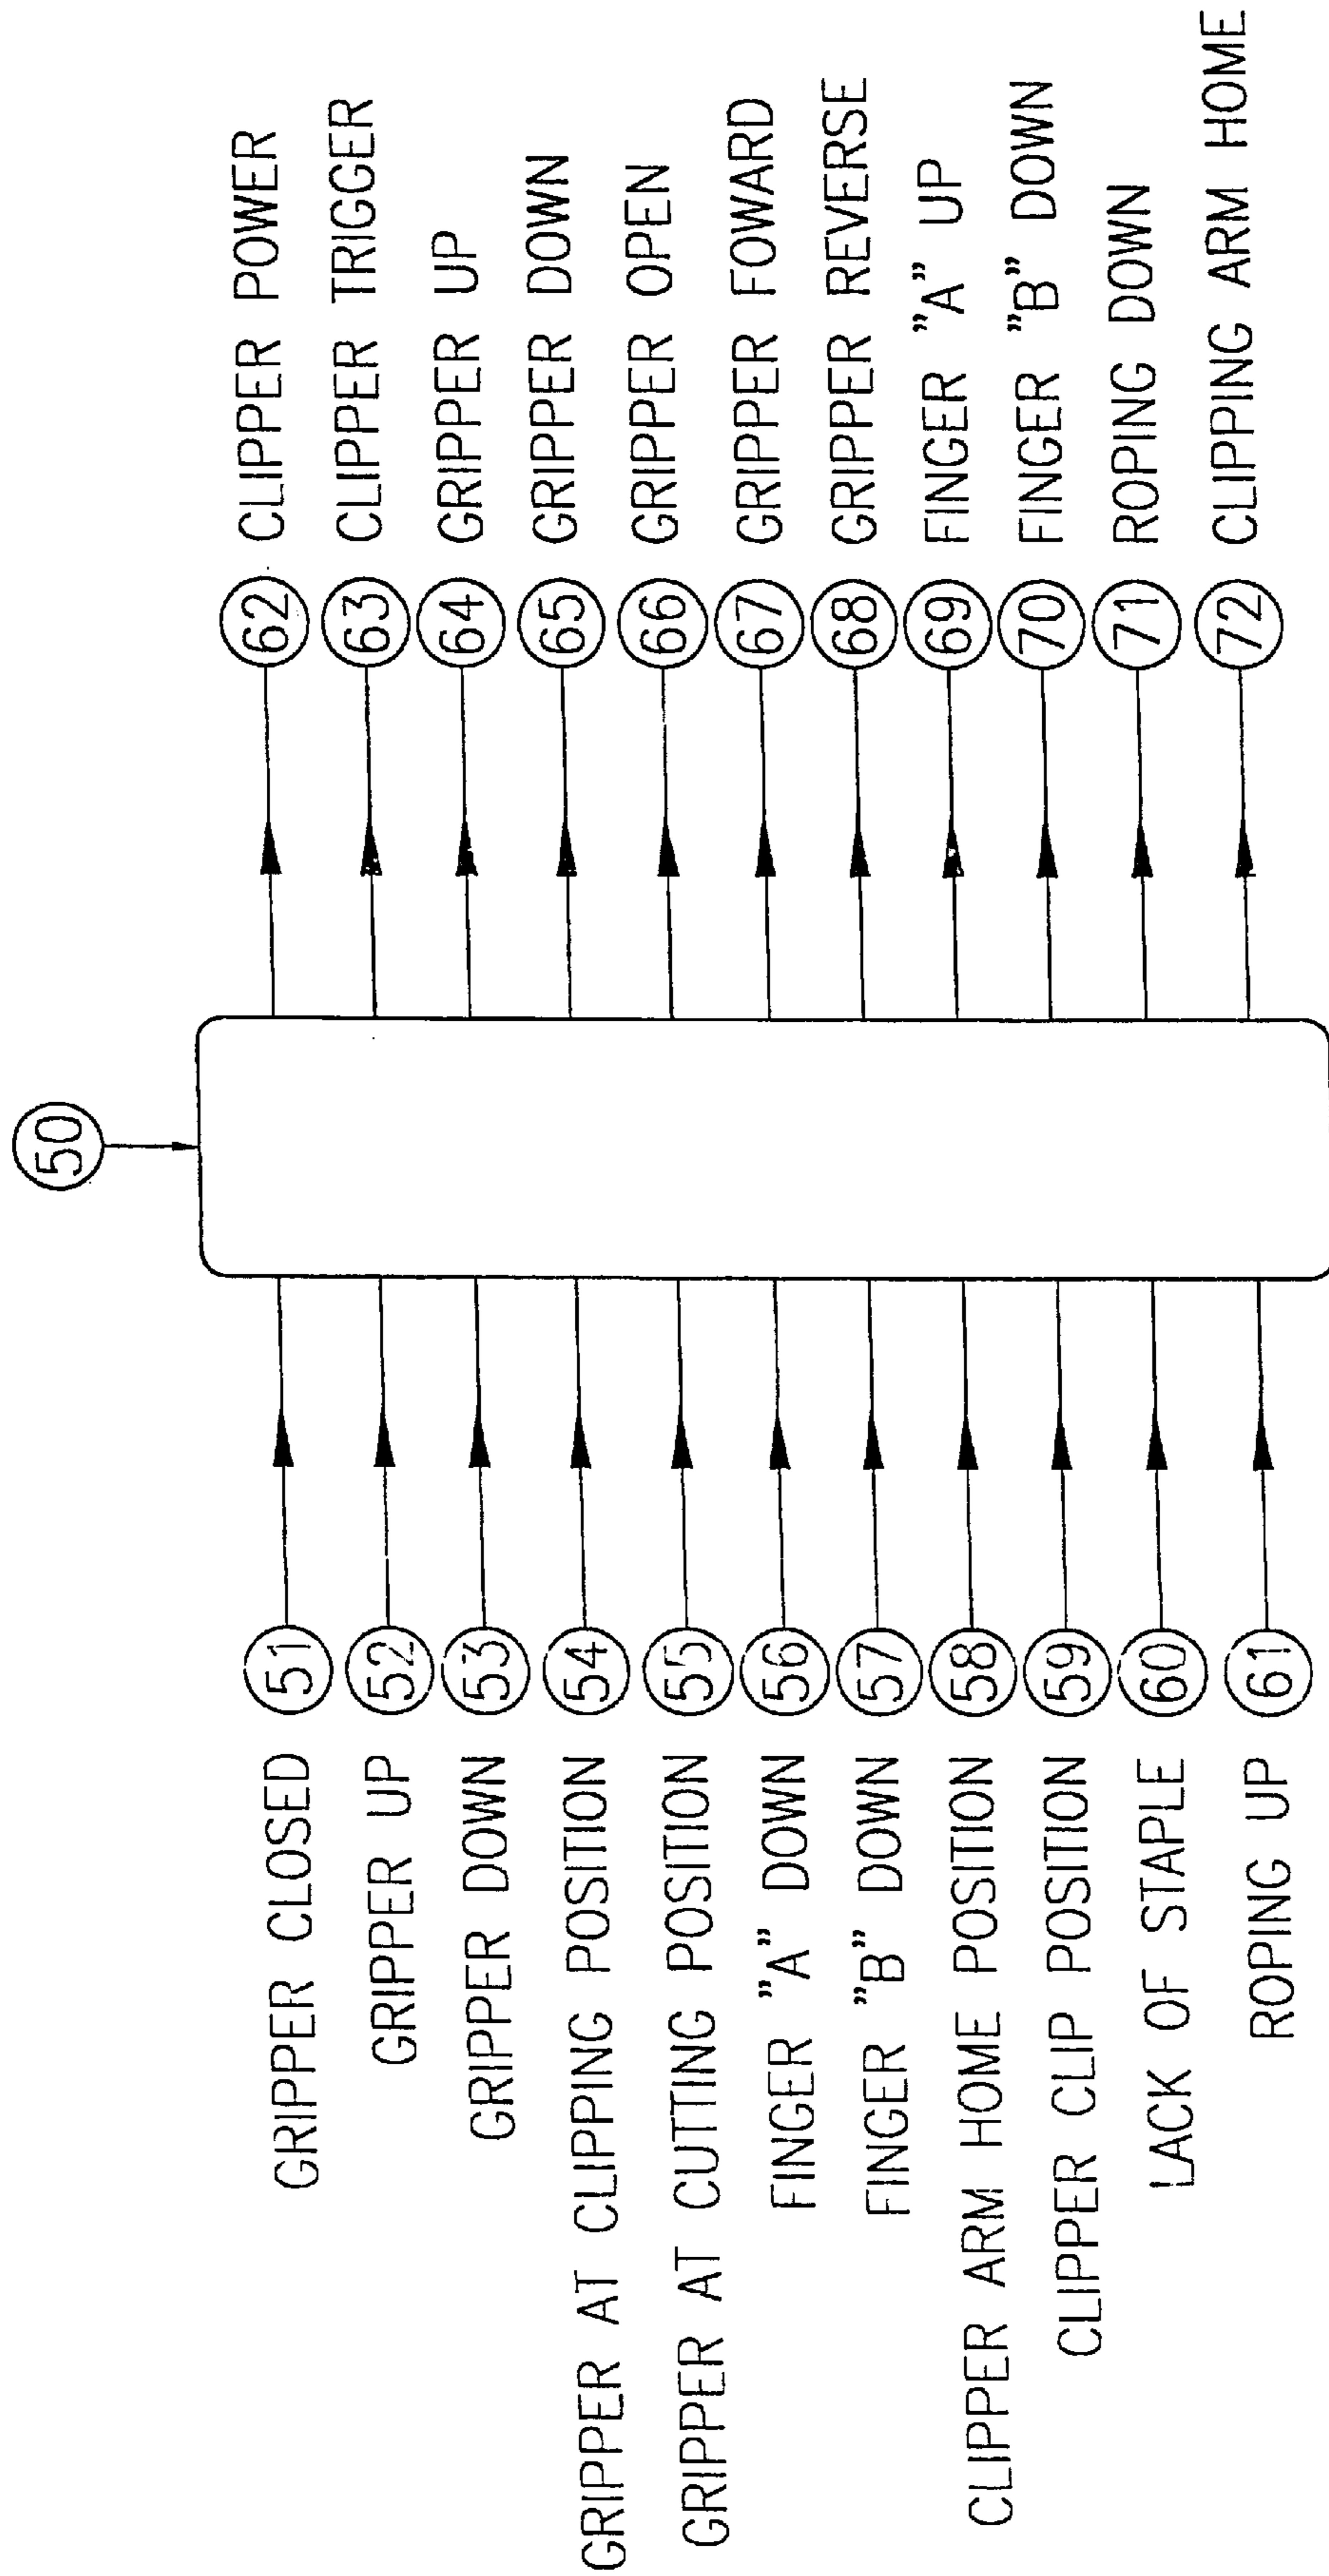 50
GRIPPER CLOSED 51
GRIPPER UP 52
GRIPPER DOWN 53
GRIPPER AT CLIPPING POSITION 54
GRIPPER AT CUTTING POSITION 55
FINGER "A" DOWN 56
FINGER "B" DOWN 57
CLIPPER ARM HOME POSITION 58
CLIPPER CLIP POSITION 59
LACK OF STAPLE 60
ROPING UP 61
62 CLIPPER POWER
63 CLIPPER TRIGGER
64 GRIPPER UP
65 GRIPPER DOWN
66 GRIPPER OPEN
67 GRIPPER FOWARD
68 GRIPPER REVERSE
69 FINGER "A" UP
70 FINGER "B" DOWN
71 ROPING DOWN
72 CLIPPING ARM HOME